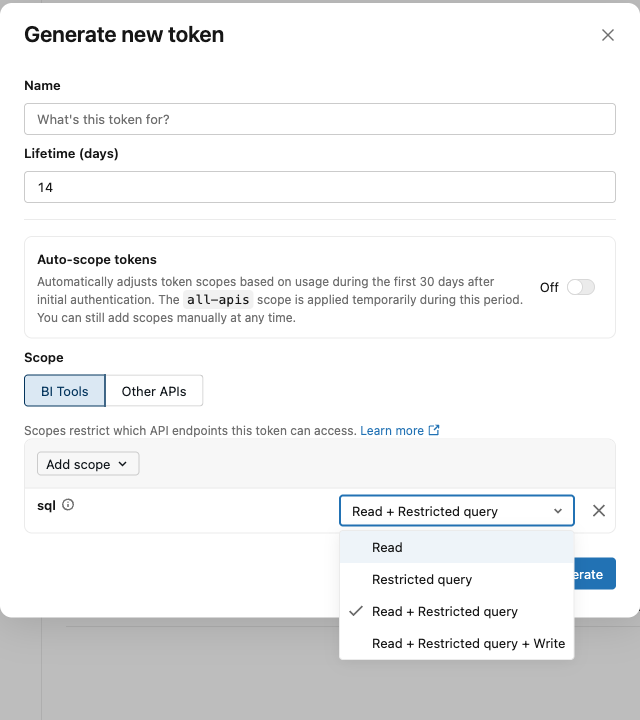 Generate new token
Name
What's this token for?
Lifetime (days)
14
Auto-scope tokens
Automatically adjusts token scopes based on usage during the first 30 days after
initial authentication. The all-apis scope is applied temporarily during this period.
You can still add scopes manually at any time.
Off
Scope
BI Tools
Other APIs
Scopes restrict which API endpoints this token can access. Learn more
Add scope
sql
Read + Restricted query
Read
Restricted query
Read + Restricted query
Read + Restricted query + Write